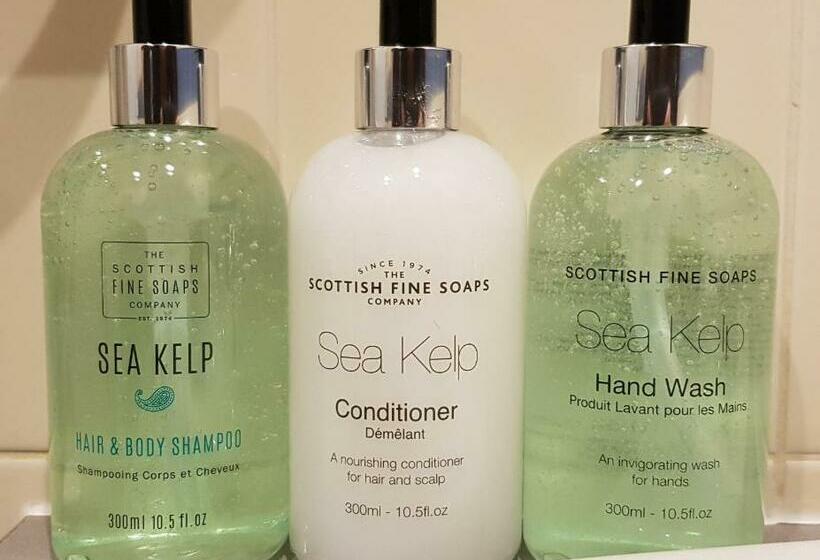 THE
SCOTTISH
FINE SOAPS
COMPANY
EST. 1974
SEA KELP
HAIR & BODY SHAMPOO
Shampooing Corps et Cheveux
300ml 10.5 fl.oz
SINCE 1974
THE
SCOTTISH FINE SOAPS
COMPANY
Sea Kelp
Conditioner
Démêlant
A nourishing conditioner
for hair and scalp
300ml - 10.5fl.oz
SCOTTISH FINE SOAPS
Sea Kelp
Hand Wash
Produit Lavant pour les Mains
An invigorating wash
for hands
300ml - 10.5fl.oz